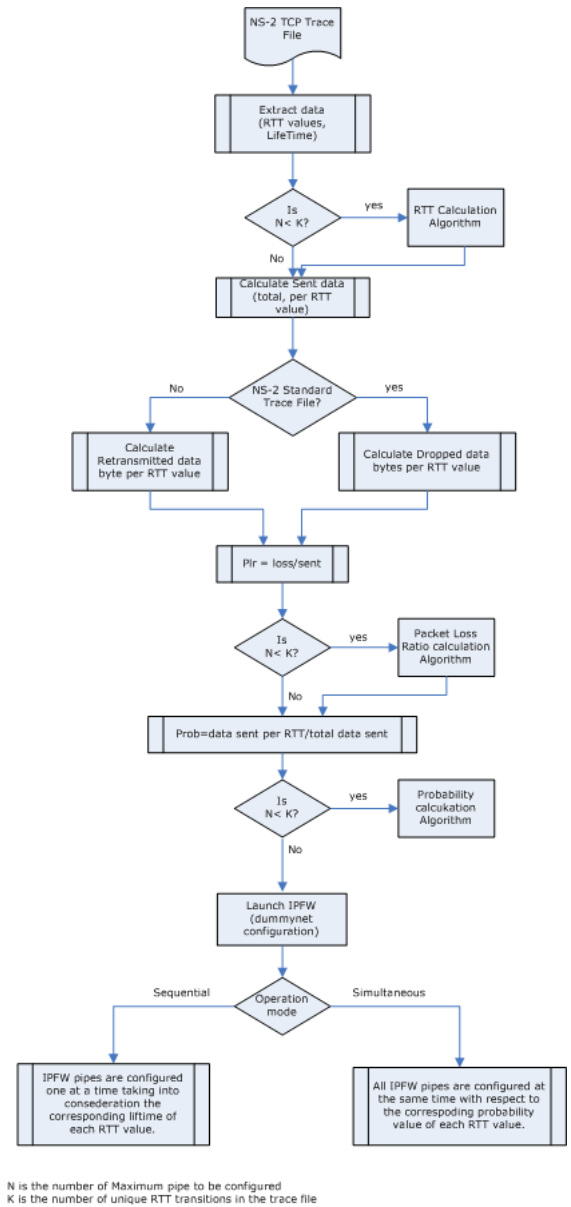 NS-2 TCP Trace
File
Extract data
(RTT values,
LifeTime)
Is
N< K?
yes
RTT Calculation
Algorithm
No
Calculate Sent data
(total, per RTT
value)
NS-2 Standard
Trace File?
No
yes
Calculate
Retransmitted data
byte per RTT value
Calculate Dropped data
bytes per RTT value
Plr = loss/sent
Is
N< K?
yes
Packet Loss
Ratio calculation
Algorithm
No
Prob=data sent per RTT/total data sent
Is
N< K?
yes
Probability
calcukation
Algorithm
No
Launch IPFW
(dummynet
configuration)
Operation
mode
Sequential
Simultaneous
IPFW pipes are configured
one at a time taking into
consederation the
corresponding liftime of
each RTT value.
All IPFW pipes are configured at
the same time with respect to
the correspoding probability
value of each RTT value.
N is the number of Maximum pipe to be configured
K is the number of unique RTT transitions in the trace file